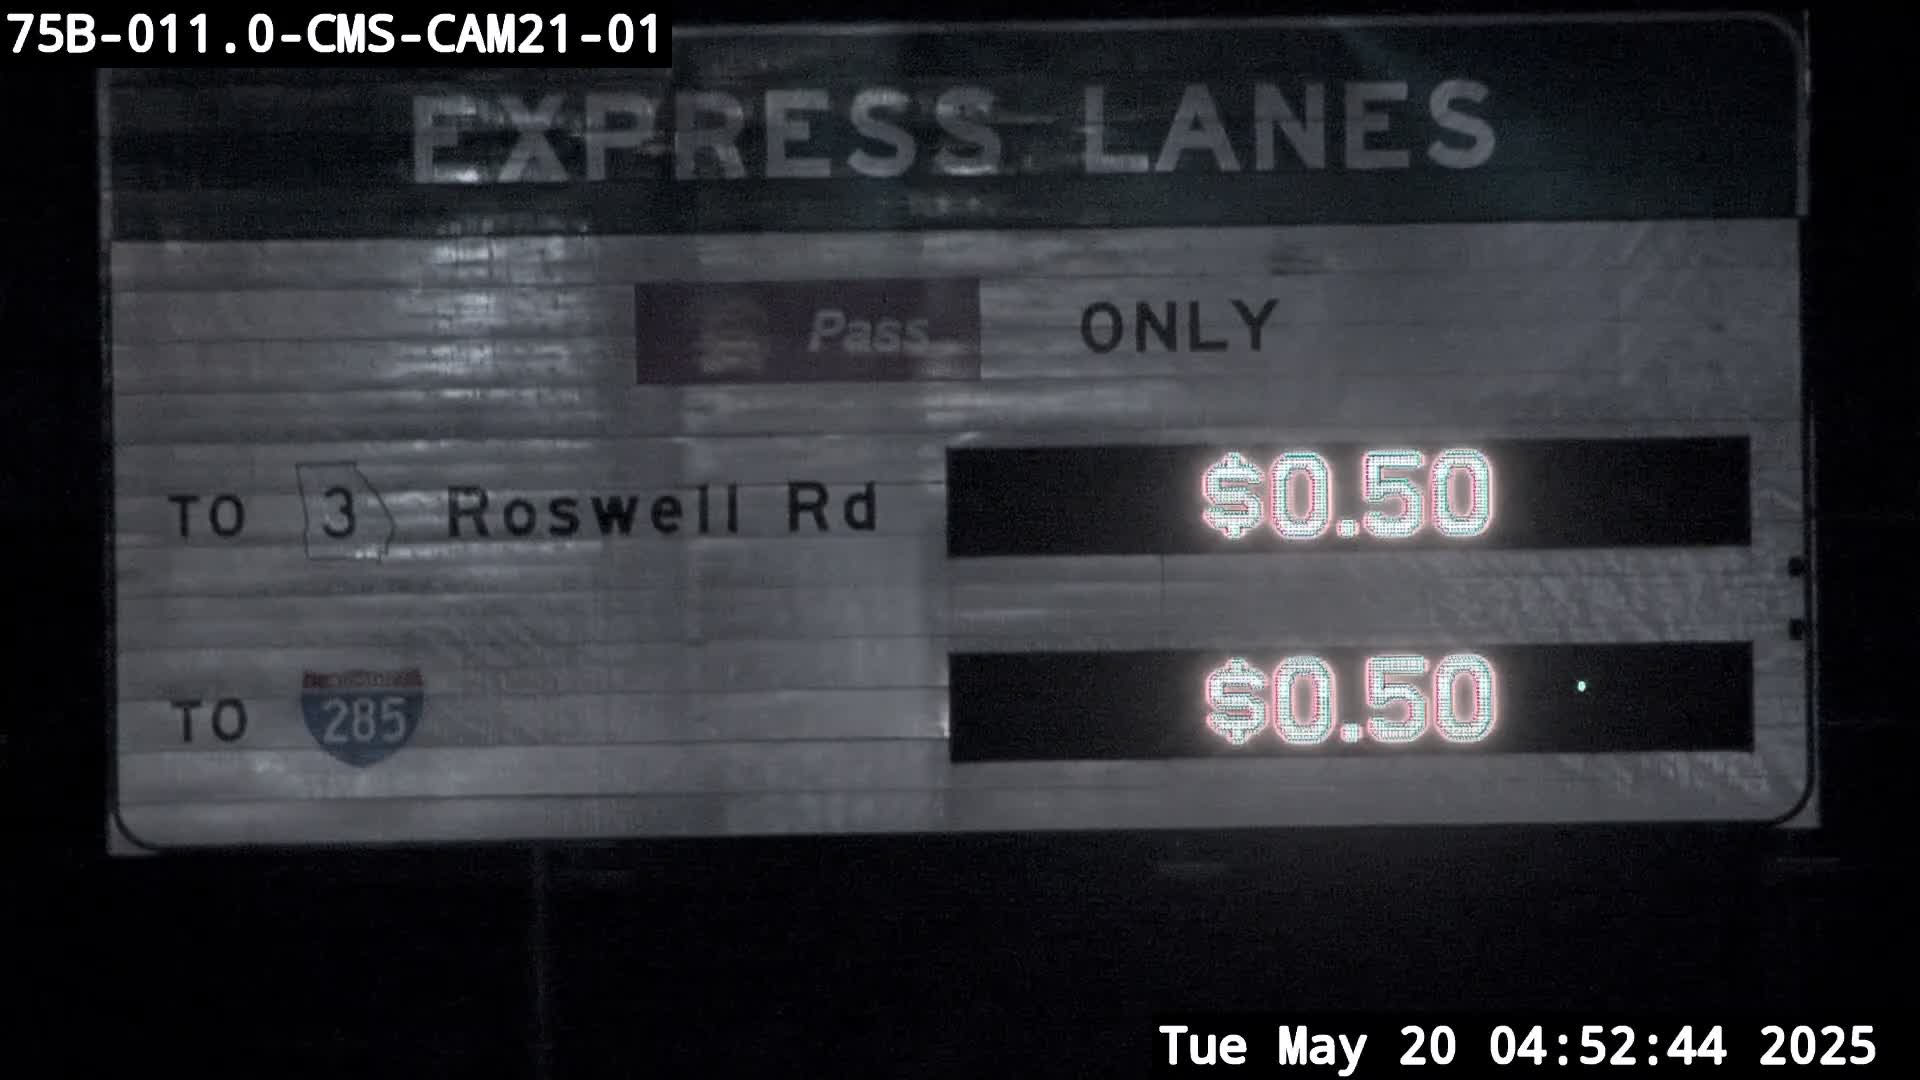 75B-011.0-CMS-CAM21-01
EXPRESS LANES
Pass ONLY
TO 3 Roswell Rd $0.50
TO 285 $0.50
Tue May 20 04:52:44 2025